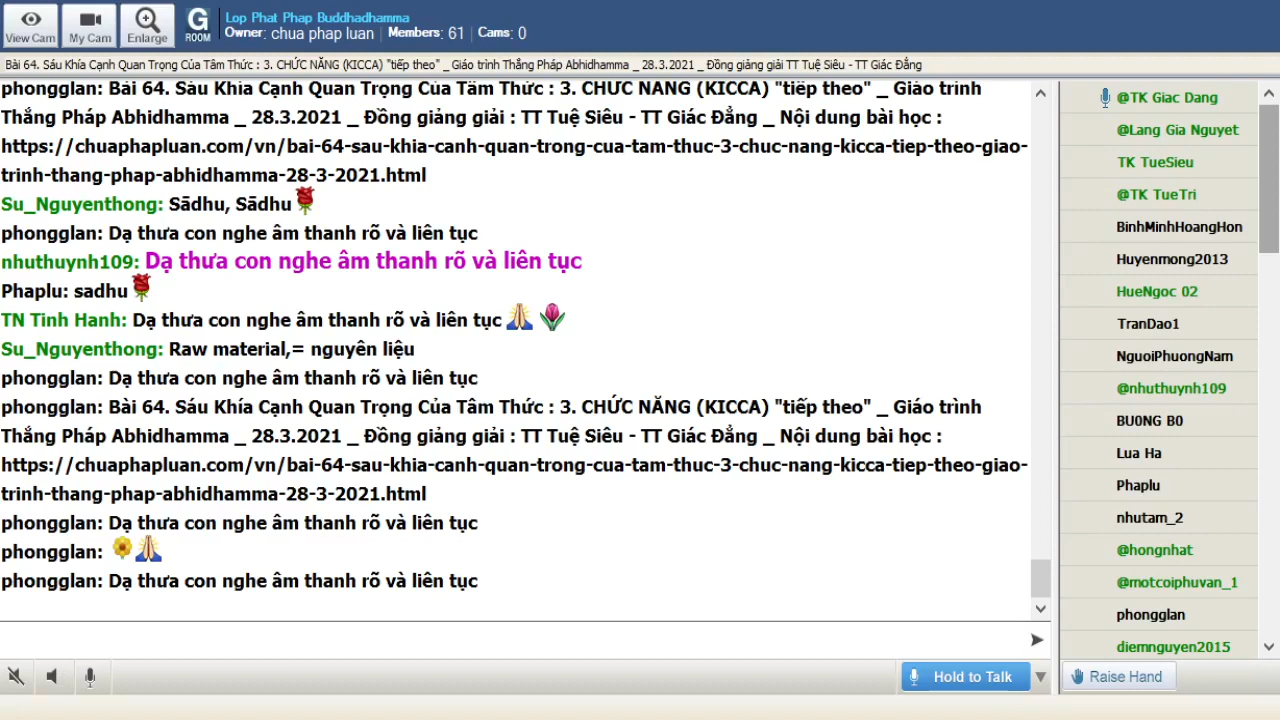 View Cam
My Cam
Enlarge
G
ROOM
Lop Phat Phap Buddhadhamma
Owner: chua phap luan Members: 61 Cams: 0
Bài 64. Sáu Khía Cạnh Quan Trọng Của Tâm Thức : 3. CHỨC NĂNG (KICCA) "tiếp theo" _ Giáo trình Thắng Pháp Abhidhamma _ 28.3.2021 _ Đồng giảng giải TT Tuệ Siêu - TT Giác Đẳng
phongglan: Bài 64. Sáu Khía Cạnh Quan Trọng Của Tâm Thức : 3. CHỨC NĂNG (KICCA) "tiếp theo" _ Giáo trình
Thắng Pháp Abhidhamma _ 28.3.2021 _ Đồng giảng giải : TT Tuệ Siêu - TT Giác Đẳng _ Nội dung bài học :
https://chuaphapluan.com/vn/bai-64-sau-khia-canh-quan-trong-cua-tam-thuc-3-chuc-nang-kicca-tiep-theo-giao-
trinh-thang-phap-abhidhamma-28-3-2021.html
Su_Nguyenthong: Sādhu, Sādhu
phongglan: Dạ thưa con nghe âm thanh rõ và liên tục
nhuthuynh109: Dạ thưa con nghe âm thanh rõ và liên tục
Phaplu: sadhu
TN Tinh Hanh: Dạ thưa con nghe âm thanh rõ và liên tục
Su_Nguyenthong: Raw material,= nguyên liệu
phongglan: Dạ thưa con nghe âm thanh rõ và liên tục
phongglan: Bài 64. Sáu Khía Cạnh Quan Trọng Của Tâm Thức : 3. CHỨC NĂNG (KICCA) "tiếp theo" _ Giáo trình
Thắng Pháp Abhidhamma _ 28.3.2021 _ Đồng giảng giải : TT Tuệ Siêu - TT Giác Đẳng _ Nội dung bài học :
https://chuaphapluan.com/vn/bai-64-sau-khia-canh-quan-trong-cua-tam-thuc-3-chuc-nang-kicca-tiep-theo-giao-
trinh-thang-phap-abhidhamma-28-3-2021.html
phongglan: Dạ thưa con nghe âm thanh rõ và liên tục
phongglan:
phongglan: Dạ thưa con nghe âm thanh rõ và liên tục
@TK Giac Dang
@Lang Gia Nguyet
TK TueSieu
@TK TueTri
BinhMinhHoangHon
Huyenmong2013
HueNgoc 02
TranDao1
NguoiPhuongNam
@nhuthuynh109
BU0NG B0
Lua Ha
Phaplu
nhutam_2
@hongnhat
@motcoiphuvan_1
phongglan
diemnguyen2015
Hold to Talk
Raise Hand